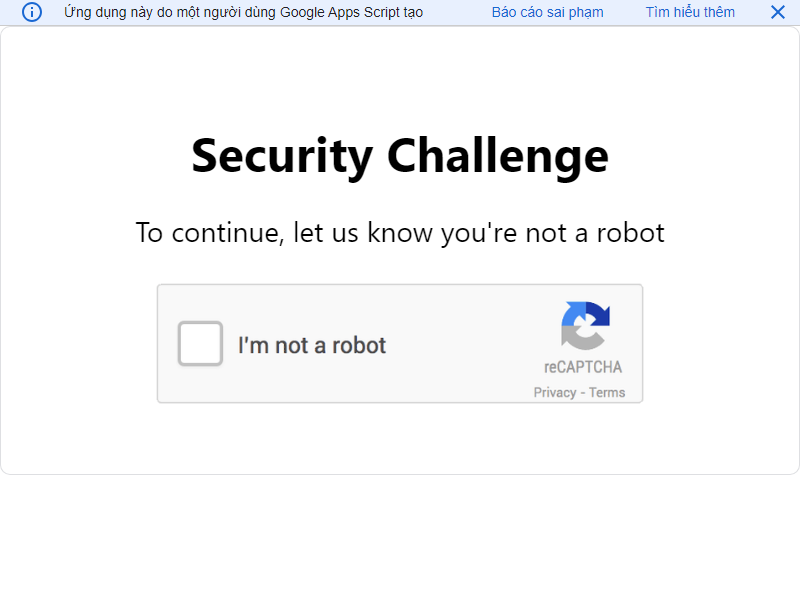 Ứng dụng này do một người dùng Google Apps Script tạo Báo cáo sai phạm Tìm hiểu thêm
Security Challenge
To continue, let us know you're not a robot
I'm not a robot
reCAPTCHA
Privacy - Terms